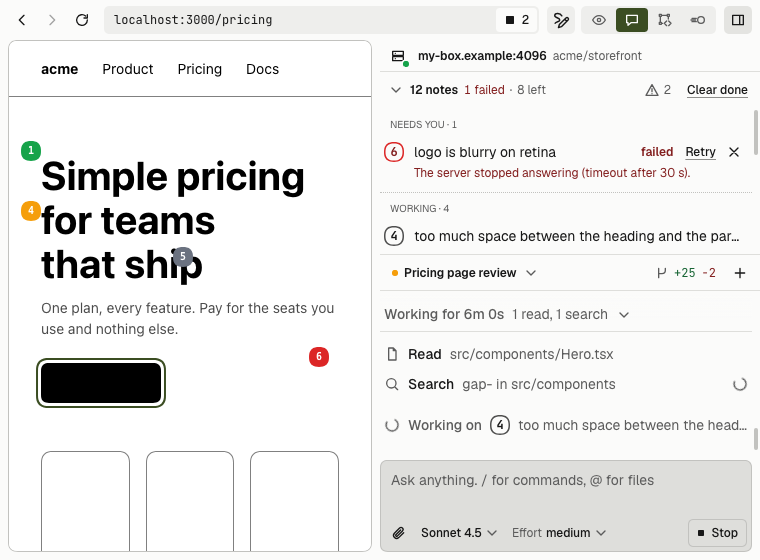 localhost:3000/pricing
2
acme Product Pricing Docs
1
Simple pricing
4
for teams
that ship
5
One plan, every feature. Pay for the seats you
use and nothing else.
6
my-box.example:4096 acme/storefront
12 notes 1 failed · 8 left 2 Clear done
NEEDS YOU · 1
6 logo is blurry on retina failed Retry
The server stopped answering (timeout after 30 s).
WORKING · 4
4 too much space between the heading and the par...
Pricing page review +25 -2
Working for 6m 0s 1 read, 1 search
Read src/components/Hero.tsx
Search gap- in src/components
Working on 4 too much space between the head...
Ask anything. / for commands, @ for files
Sonnet 4.5 Effort medium Stop